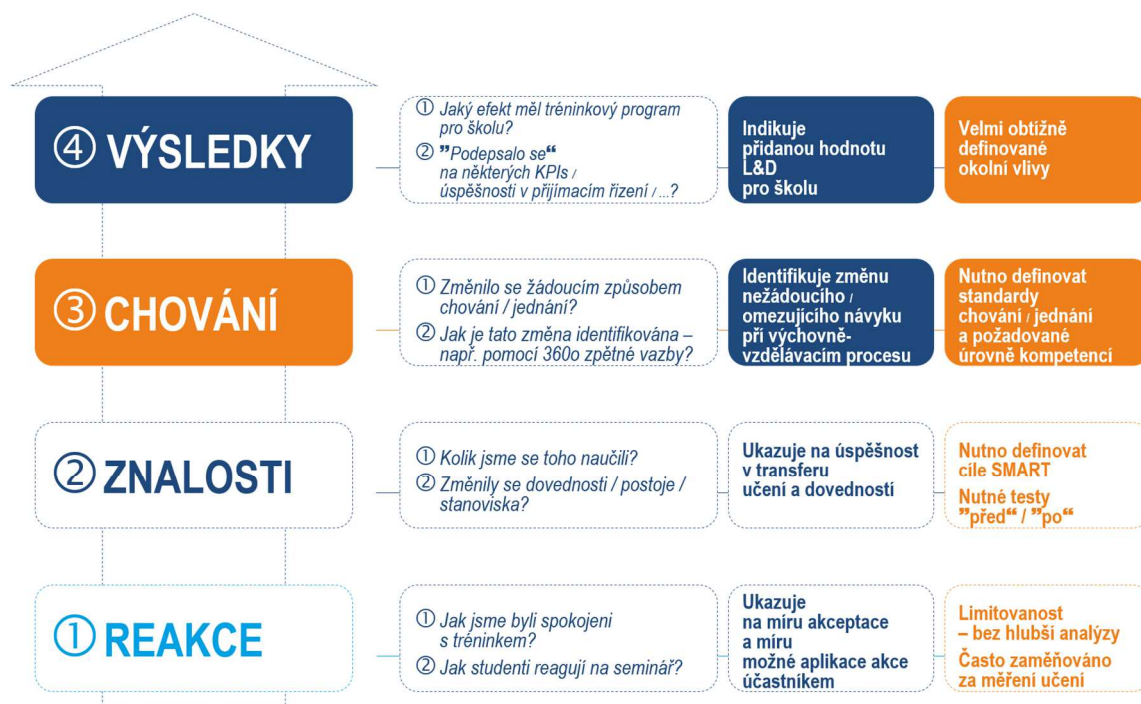 ④ VÝSLEDKY
① Jaký efekt měl tréninkový program
pro školu?
② ”Podepsalo se“
na některých KPIs /
úspěšnosti v přijímacím řízení / ...?
Indikuje
přidanou hodnotu
L&D
pro školu
Velmi obtížně
definované
okolní vlivy
③ CHOVÁNÍ
① Změnilo se žádoucím způsobem
chování / jednání?
② Jak je tato změna identifikována –
např. pomocí 360o zpětné vazby?
Identifikuje změnu
nežádoucího /
omezujícího návyku
při výchovně-
vzdělávacím procesu
Nutno definovat
standardy
chování / jednání
a požadované
úrovně kompetencí
② ZNALOSTI
① Kolik jsme se toho naučili?
② Změnily se dovednosti / postoje /
stanoviska?
Ukazuje na úspěšnost
v transferu
učení a dovedností
Nutno definovat
cíle SMART
Nutné testy
”před“ / ”po“
① REAKCE
① Jak jsme byli spokojeni
s tréninkem?
② Jak studenti reagují na seminář?
Ukazuje
na míru akceptace
a míru
možné aplikace akce
účastníkem
Limitovanost
– bez hlubší analýzy
Často zaměňováno
za měření učení